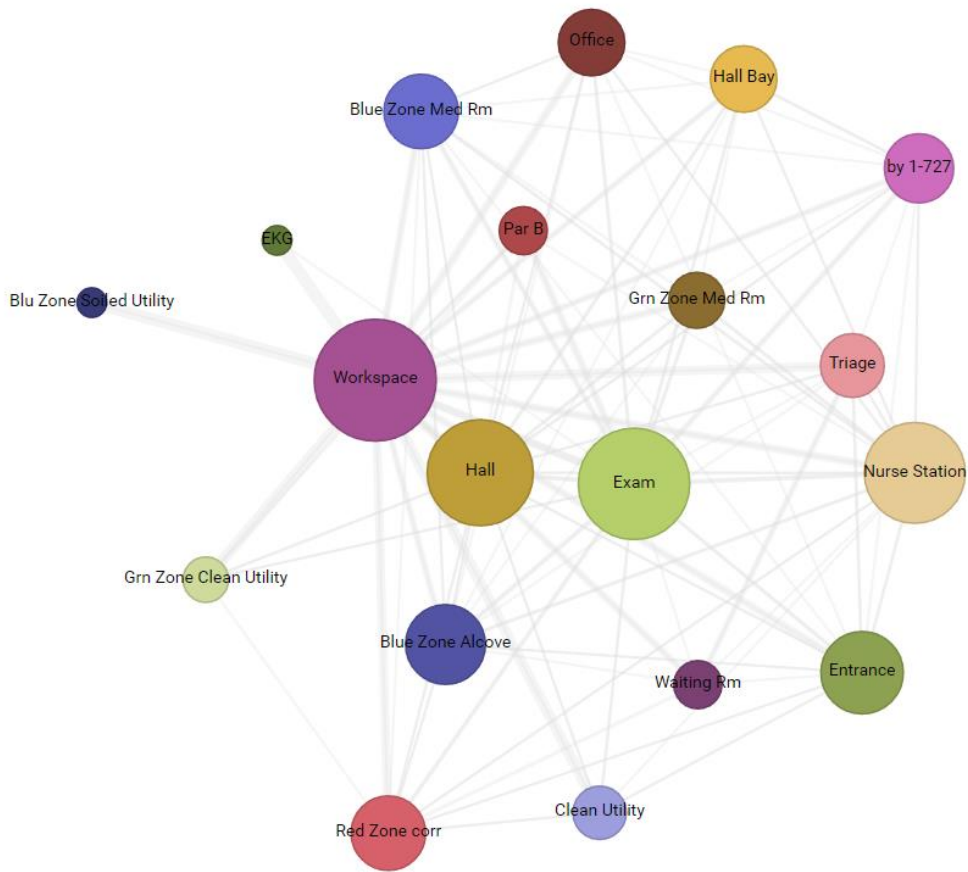 Office
Hall Bay
Blue Zone Med Rm
by 1-727
Par B
EKG
Blu Zone Soiled Utility
Grn Zone Med Rm
Triage
Workspace
Hall
Exam
Nurse Station
Grn Zone Clean Utility
Blue Zone Alcove
Entrance
Waiting Rm
Clean Utility
Red Zone corr